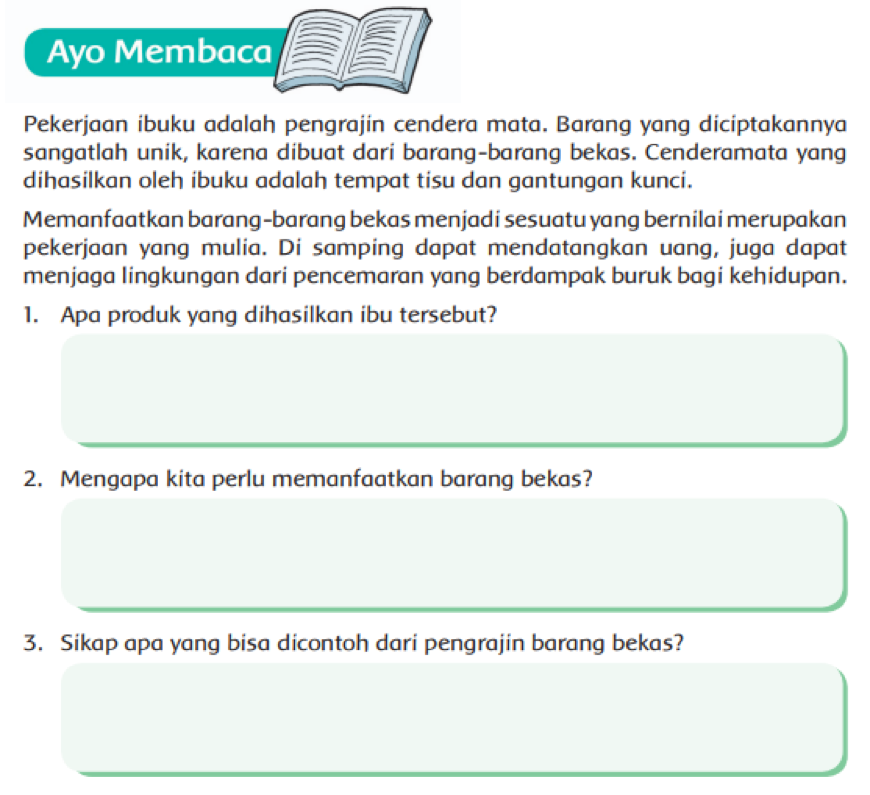 Ayo Membaca
Pekerjaan ibuku adalah pengrajin cendera mata. Barang yang diciptakannya
sangatlah unik, karena dibuat dari barang-barang bekas. Cenderamata yang
dihasilkan oleh ibuku adalah tempat tisu dan gantungan kunci.
Memanfaatkan barang-barang bekas menjadi sesuatu yang bernilai merupakan
pekerjaan yang mulia. Di samping dapat mendatangkan uang, juga dapat
menjaga lingkungan dari pencemaran yang berdampak buruk bagi kehidupan.
1. Apa produk yang dihasilkan ibu tersebut?
2. Mengapa kita perlu memanfaatkan barang bekas?
3. Sikap apa yang bisa dicontoh dari pengrajin barang bekas?